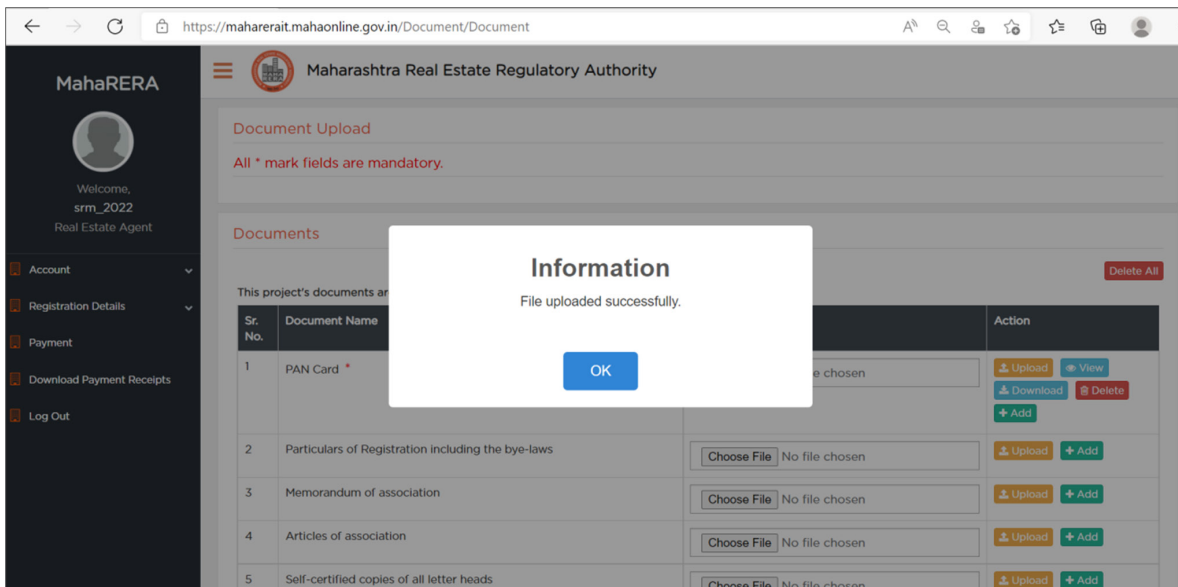 https://maharerait.mahaonline.gov.in/Document/Document
MahaRERA
Maharashtra Real Estate Regulatory Authority
Welcome,
srm_2022
Real Estate Agent
Account
Registration Details
Payment
Download Payment Receipts
Log Out
Document Upload
All * mark fields are mandatory.
Documents
Delete All
This project's documents ar
Information
File uploaded successfully.
OK
Sr. No. Document Name Action
1 PAN Card * e chosen Upload View
Download Delete
Add
2 Particulars of Registration including the bye-laws Choose File No file chosen Upload Add
3 Memorandum of association Choose File No file chosen Upload Add
4 Articles of association Choose File No file chosen Upload Add
5 Self-certified copies of all letter heads Choose File No file chosen Upload Add